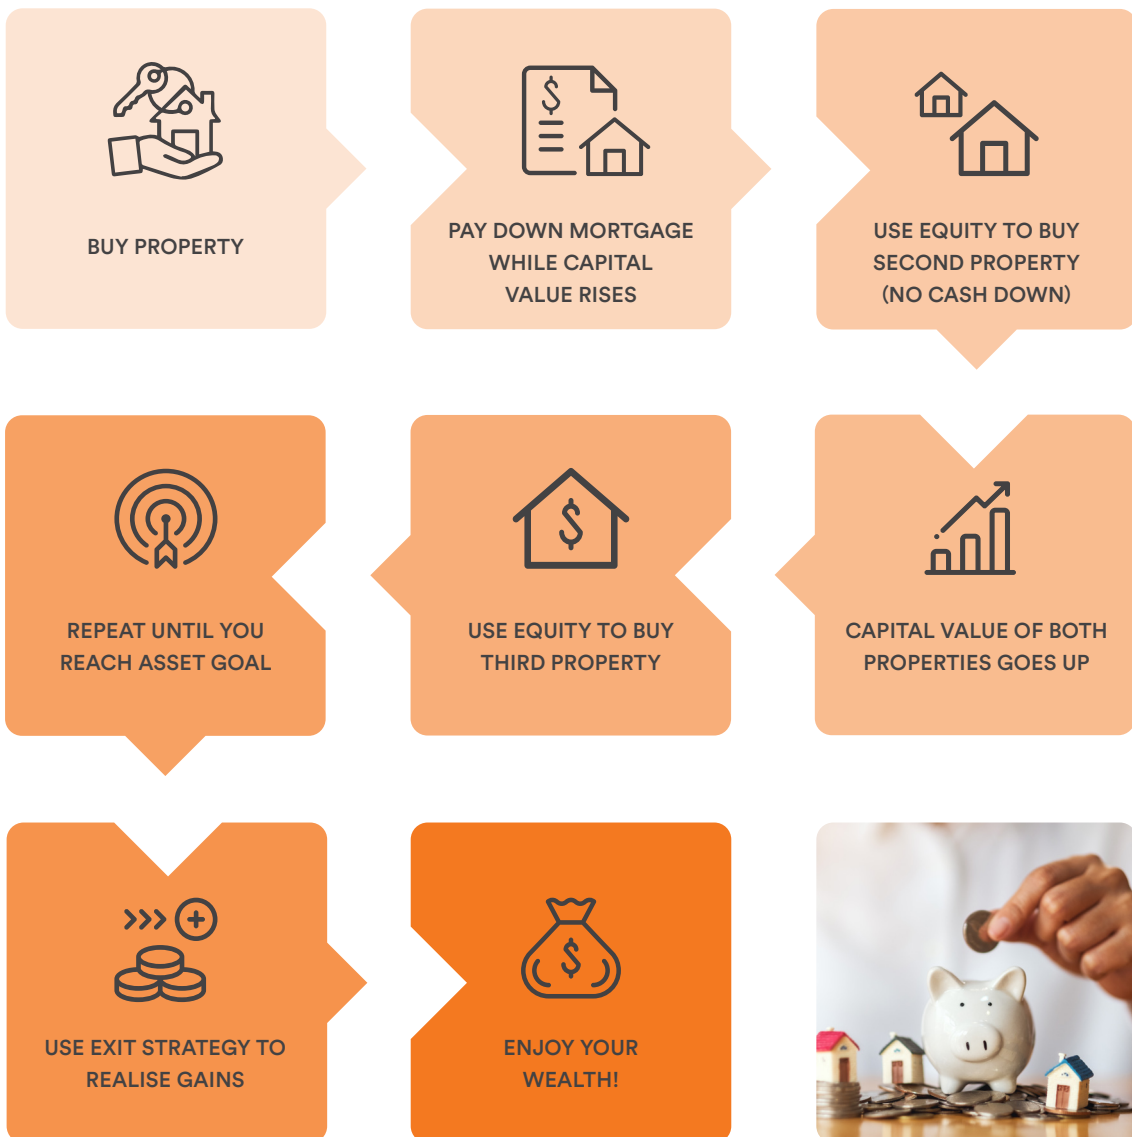 BUY PROPERTY
PAY DOWN MORTGAGE
WHILE CAPITAL
VALUE RISES
USE EQUITY TO BUY
SECOND PROPERTY
(NO CASH DOWN)
CAPITAL VALUE OF BOTH
PROPERTIES GOES UP
USE EQUITY TO BUY
THIRD PROPERTY
REPEAT UNTIL YOU
REACH ASSET GOAL
USE EXIT STRATEGY TO
REALISE GAINS
ENJOY YOUR
WEALTH!